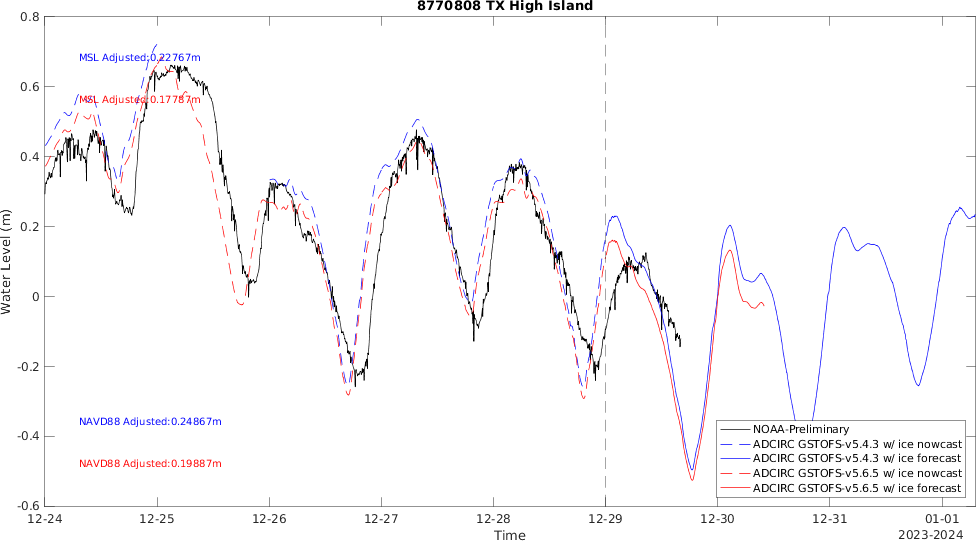 8770808 TX High Island
0.8
0.6
0.4
0.2
0
-0.2
-0.4
-0.6
Water Level (m)
MSL Adjusted:0.22767m
MSL Adjusted:0.17787m
NAVD88 Adjusted:0.24867m
NAVD88 Adjusted:0.19887m
NOAA-Preliminary
ADCIRC GSTOFS-v5.4.3 w/ ice nowcast
ADCIRC GSTOFS-v5.4.3 w/ ice forecast
ADCIRC GSTOFS-v5.6.5 w/ ice nowcast
ADCIRC GSTOFS-v5.6.5 w/ ice forecast
12-24 12-25 12-26 12-27 12-28 12-29 12-30 12-31 01-01
Time
2023-2024